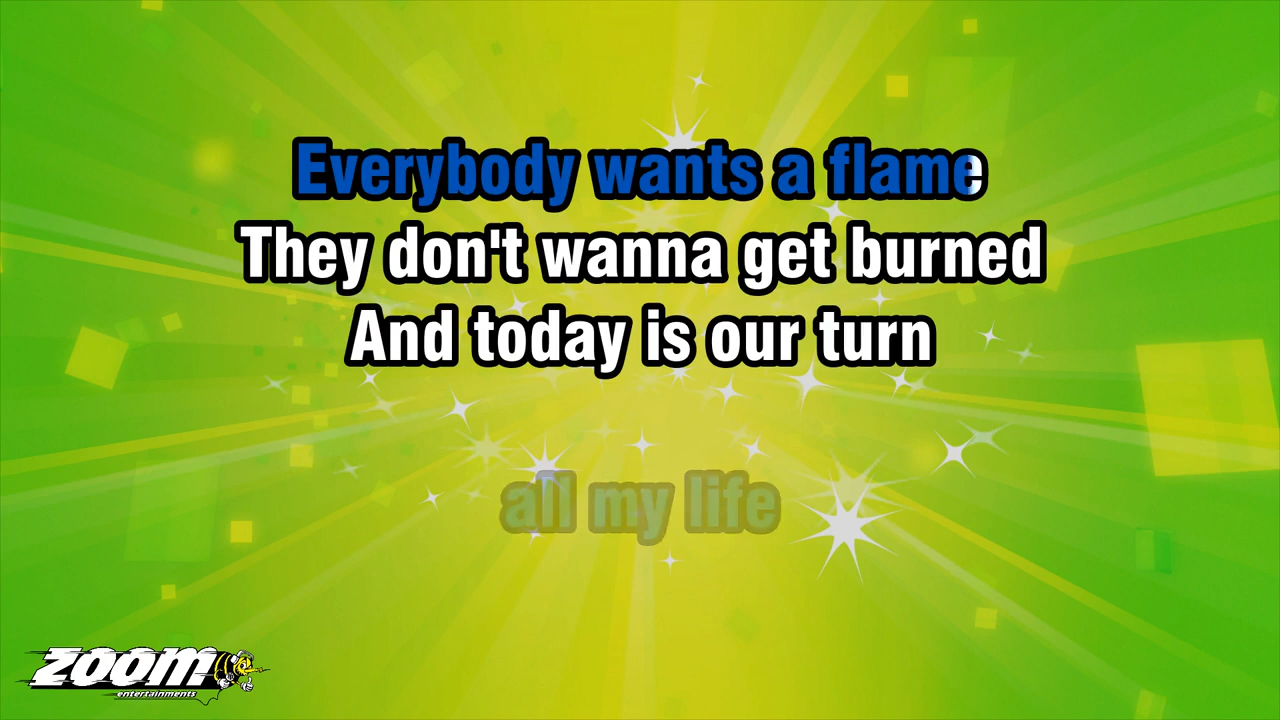 Everybody wants a flame
They don't wanna get burned
And today is our turn
all my life
ZOOM
entertainments